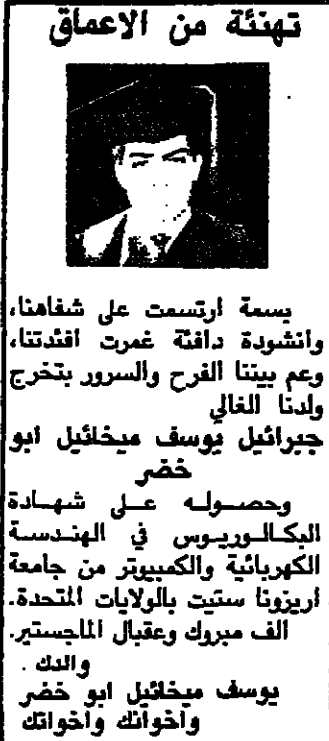 تهنئة من الاعماق
بسمة ارتسمت على شفاهنا،
وانشودة دافئة غمرت افئدتنا،
وعم بيتنا الفرح والسرور بتخرج
ولدنا الغالي
جبرائيل يوسف ميخائيل ابو
خضر
وحصوله على شهادة
البكالوريوس في الهندسة
الكهربائية والكمبيوتر من جامعة
اريزونا ستيت بالولايات المتحدة.
الف مبروك وعقبال الماجستير.
والدك .
يوسف ميخائيل ابو خضر
واخوانك واخواتك